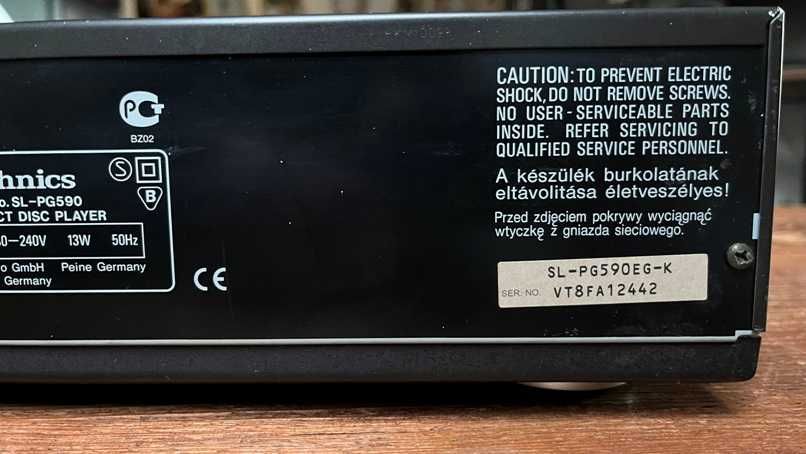 BZ02
S
B
hnics
o. SL-PG590
CT DISC PLAYER
0–240V 13W 50Hz
o GmbH Peine Germany
Germany
CE
CAUTION: TO PREVENT ELECTRIC
SHOCK, DO NOT REMOVE SCREWS.
NO USER-SERVICEABLE PARTS
INSIDE. REFER SERVICING TO
QUALIFIED SERVICE PERSONNEL.
A készülék burkolatának
eltávolitása életveszélyes!
Przed zdjęciem pokrywy wyciągnąć
wtyczkę z gniazda sieciowego.
SL-PG590EG-K
SER. NO. VT8FA12442